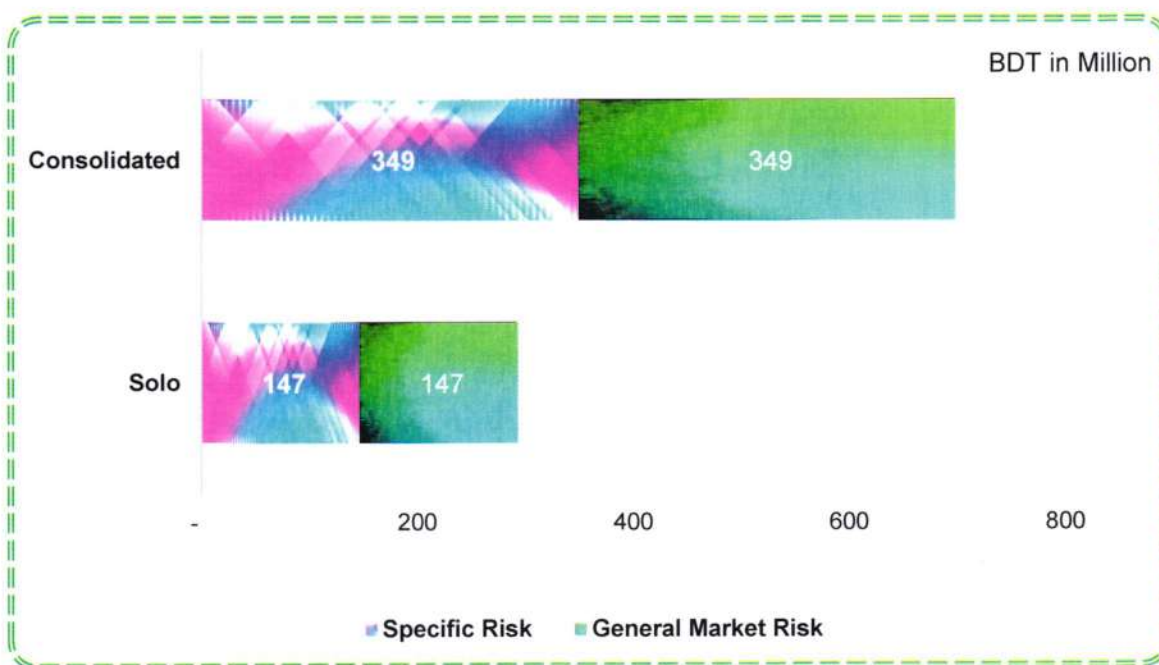 BDT in Million
Consolidated
349
349
Solo
147
147
-
200
400
600
800
Specific Risk
General Market Risk